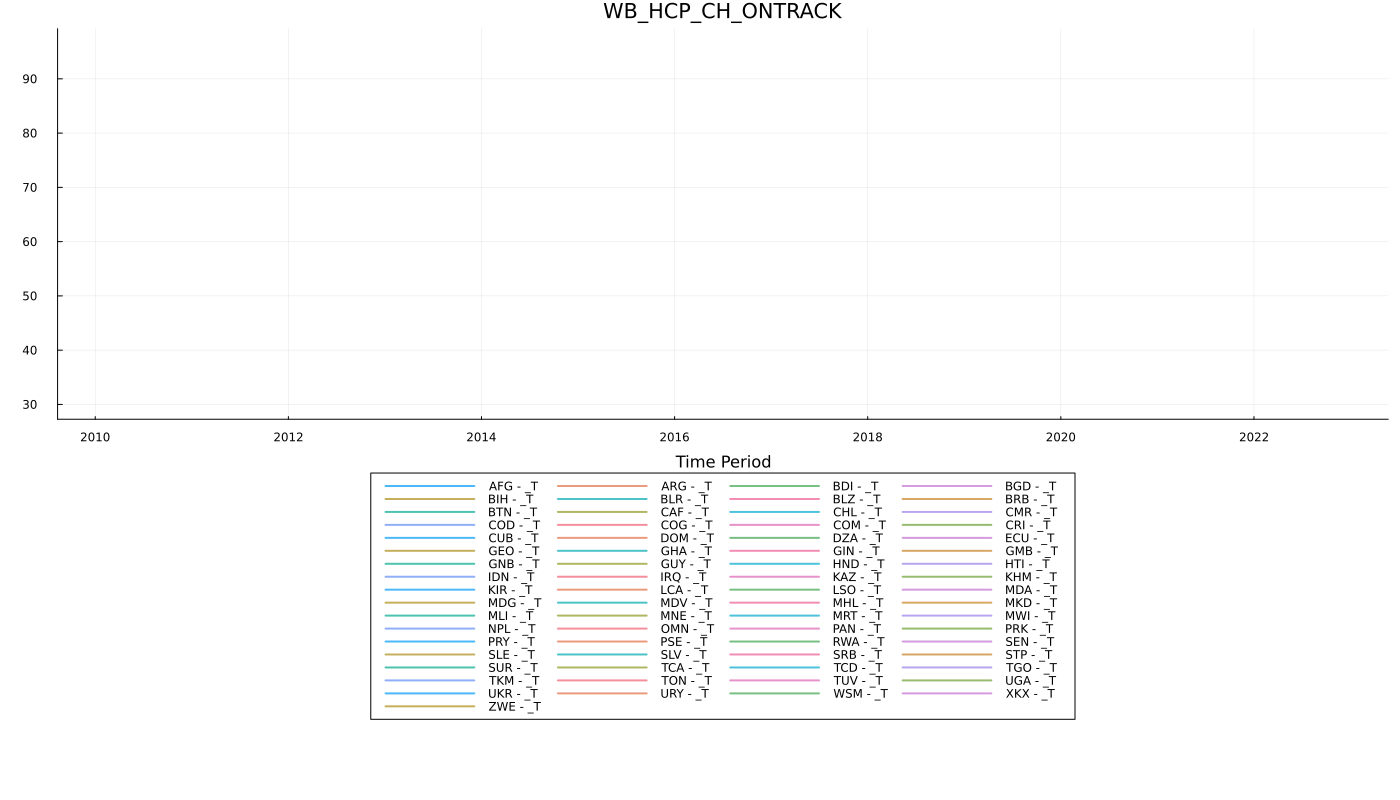 WB_HCP_CH_ONTRACK
90
80
70
60
50
40
30
2010 2012 2014 2016 2018 2020 2022
Time Period
AFG - _T ARG - _T BDI - _T BGD - _T
BIH - _T BLR - _T BLZ - _T BRB - _T
BTN - _T CAF - _T CHL - _T CMR - _T
COD - _T COG - _T COM - _T CRI - _T
CUB - _T DOM - _T DZA - _T ECU - _T
GEO - _T GHA - _T GIN - _T GMB - _T
GNB - _T GUY - _T HND - _T HTI - _T
IDN - _T IRQ - _T KAZ - _T KHM - _T
KIR - _T LCA - _T LSO - _T MDA - _T
MDG - _T MDV - _T MHL - _T MKD - _T
MLI - _T MNE - _T MRT - _T MWI - _T
NPL - _T OMN - _T PAN - _T PRK - _T
PRY - _T PSE - _T RWA - _T SEN - _T
SLE - _T SLV - _T SRB - _T STP - _T
SUR - _T TCA - _T TCD - _T TGO - _T
TKM - _T TON - _T TUV - _T UGA - _T
UKR - _T URY - _T WSM - _T XKX - _T
ZWE - _T